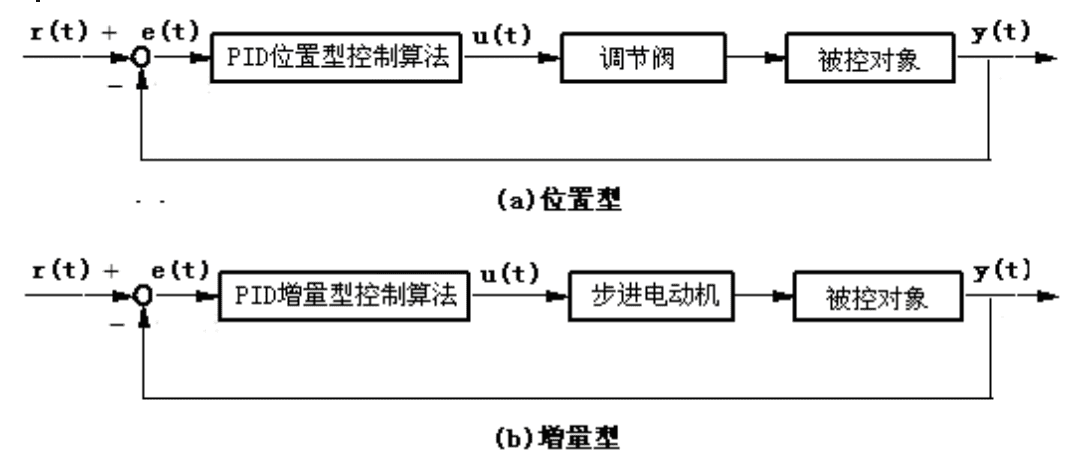 r(t) + e(t) PID位置型控制算法 u(t) 调节阀 被控对象 y(t)
−
(a)位置型
r(t) + e(t) PID增量型控制算法 u(t) 步进电动机 被控对象 y(t)
−
(b)增量型